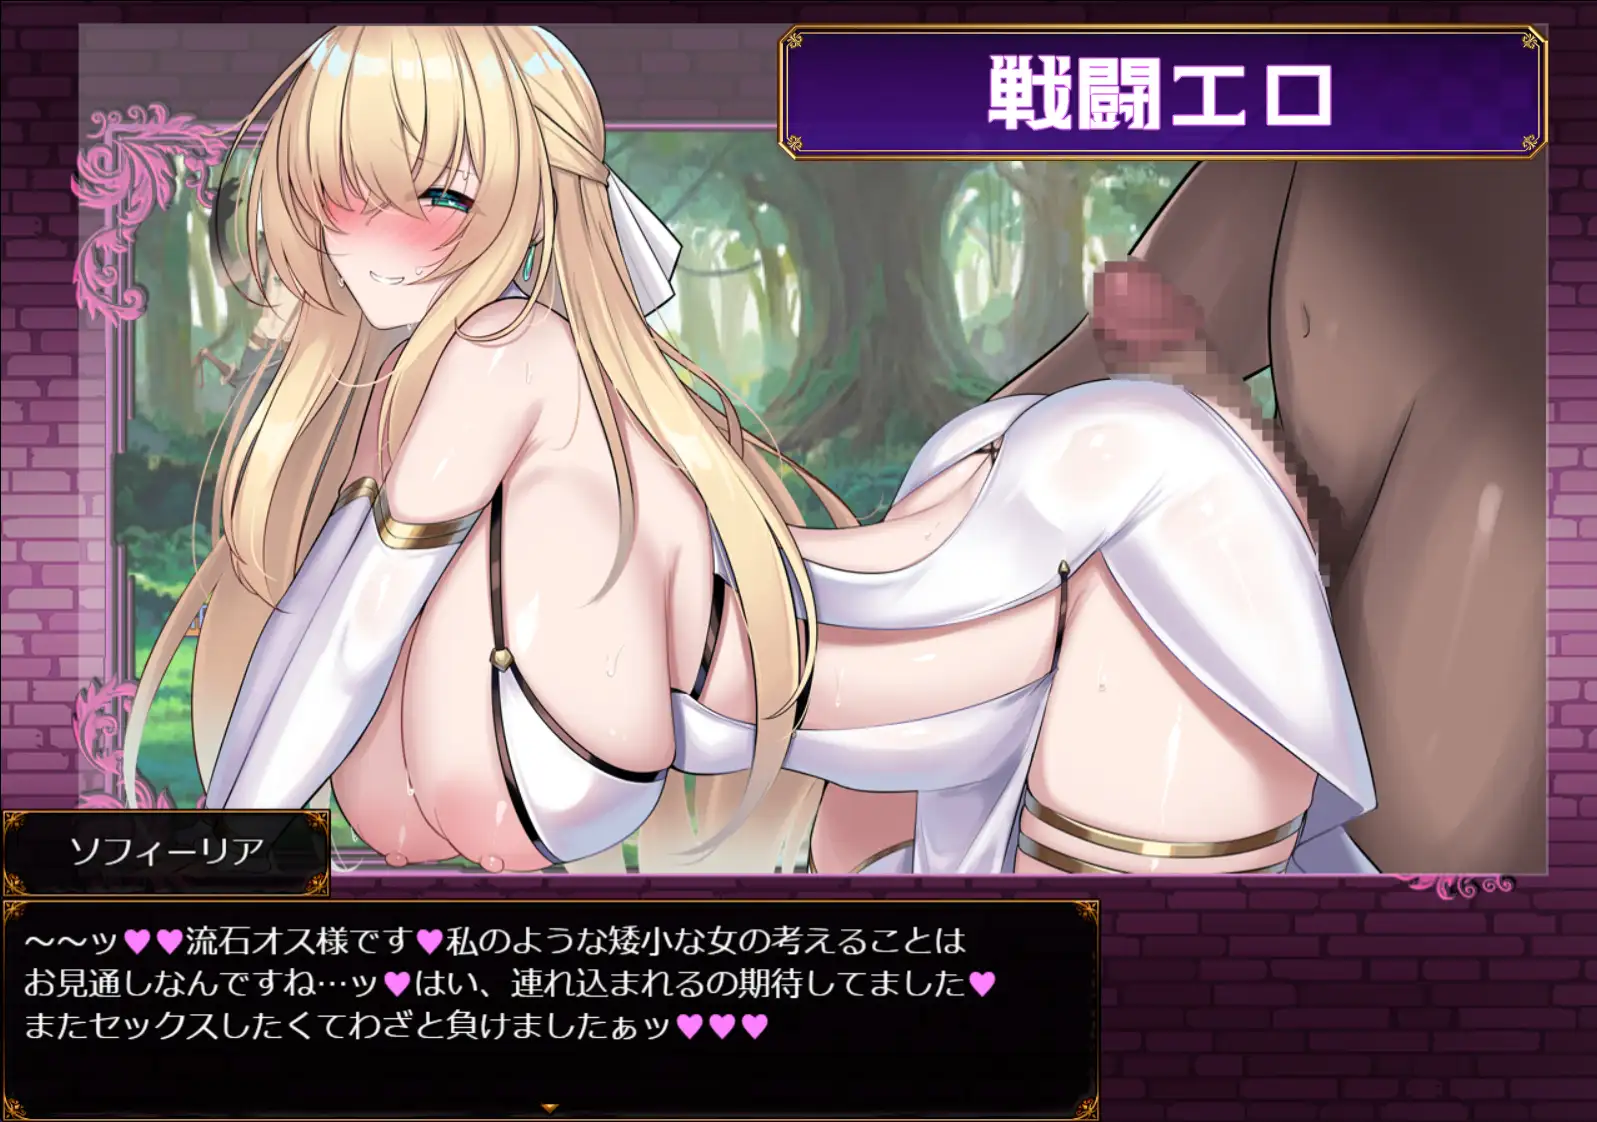 戦闘エロ
ソフィーリア
～～ッ♥♥流石オス様です♥私のような矮小な女の考えることは
お見通しなんですね…ッ♥はい、連れ込まれるの期待してました♥
またセックスしたくてわざと負けましたぁッ♥♥♥